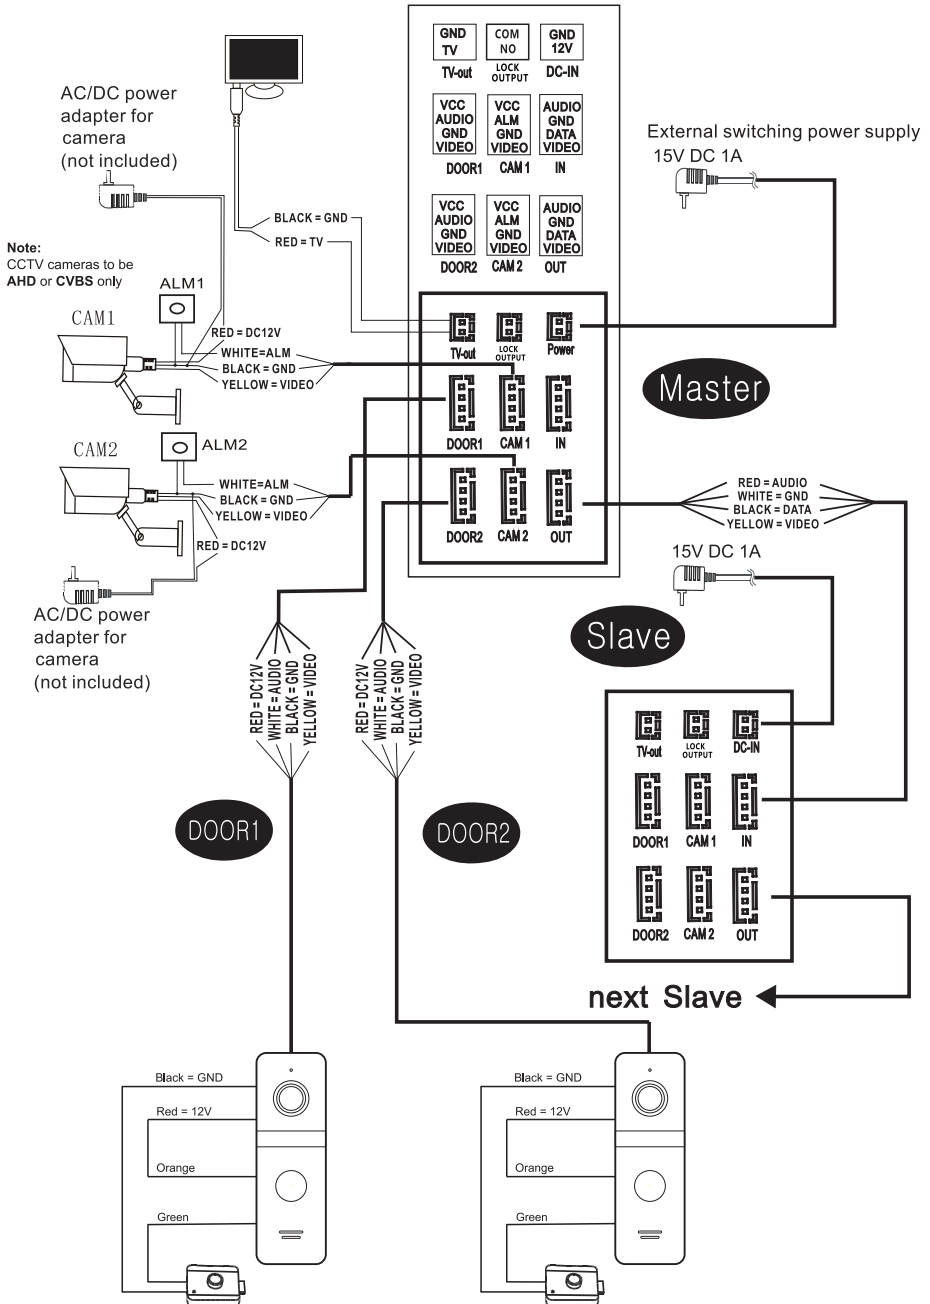 GND
TV
TV-out
COM
NO
LOCK
OUTPUT
GND
12V
DC-IN
VCC
AUDIO
GND
VIDEO
DOOR1
VCC
ALM
GND
VIDEO
CAM 1
AUDIO
GND
DATA
VIDEO
IN
VCC
AUDIO
GND
VIDEO
DOOR2
VCC
ALM
GND
VIDEO
CAM 2
AUDIO
GND
DATA
VIDEO
OUT
AC/DC power
adapter for
camera
(not included)
External switching power supply
15V DC 1A
BLACK = GND
RED = TV
Note:
CCTV cameras to be
AHD or CVBS only
ALM1
CAM1
RED = DC12V
WHITE=ALM
BLACK = GND
YELLOW = VIDEO
TV-out
LOCK
OUTPUT
Power
Master
DOOR1
CAM 1
IN
ALM2
CAM2
WHITE=ALM
BLACK = GND
YELLOW = VIDEO
RED = DC12V
DOOR2
CAM 2
OUT
RED = AUDIO
WHITE = GND
BLACK = DATA
YELLOW = VIDEO
AC/DC power
adapter for
camera
(not included)
15V DC 1A
Slave
RED = DC12V
WHITE = AUDIO
BLACK = GND
YELLOW = VIDEO
RED = DC12V
WHITE = AUDIO
BLACK = GND
YELLOW = VIDEO
TV-out
LOCK
OUTPUT
DC-IN
DOOR1
CAM 1
IN
DOOR2
CAM 2
OUT
DOOR1
DOOR2
next Slave
Black = GND
Red = 12V
Orange
Green
Black = GND
Red = 12V
Orange
Green